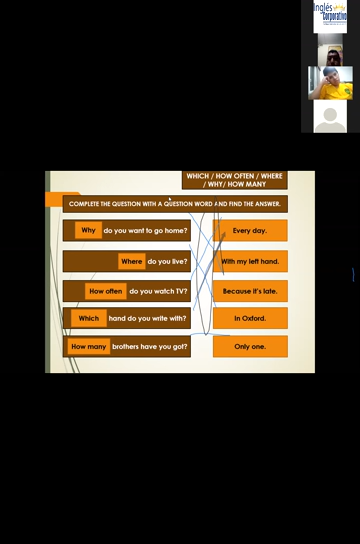 Inglés
Corporativo
WHICH / HOW OFTEN / WHERE
/ WHY/ HOW MANY
COMPLETE THE QUESTION WITH A QUESTION WORD AND FIND THE ANSWER.
Why do you want to go home? Every day.
Where do you live? With my left hand.
How often do you watch TV? Because it's late.
Which hand do you write with? In Oxford.
How many brothers have you got? Only one.